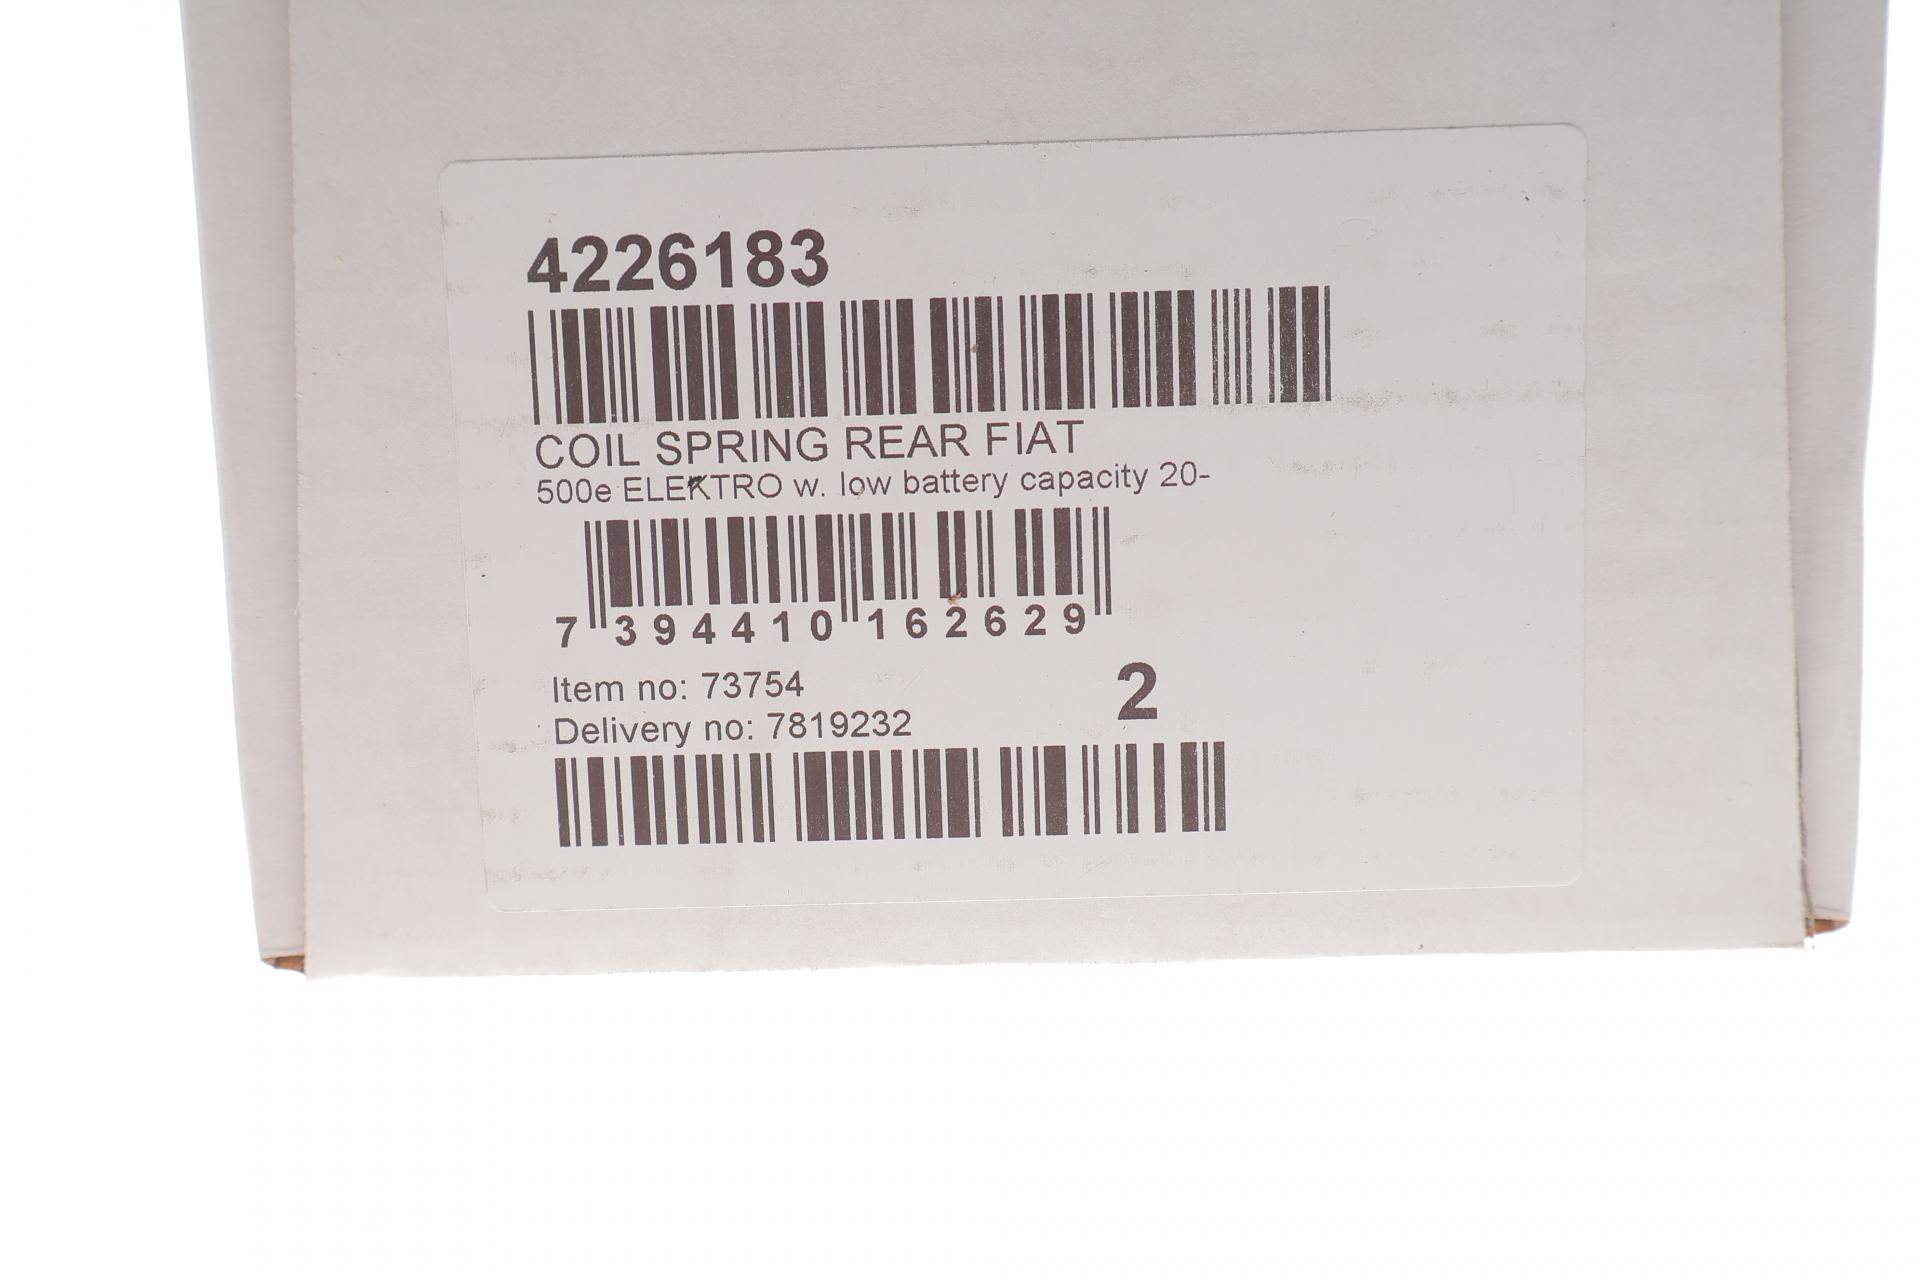 4226183
COIL SPRING REAR FIAT
500e ELEKTRO w. low battery capacity 20-
7 394410 162629
Item no: 73754
2
Delivery no: 7819232